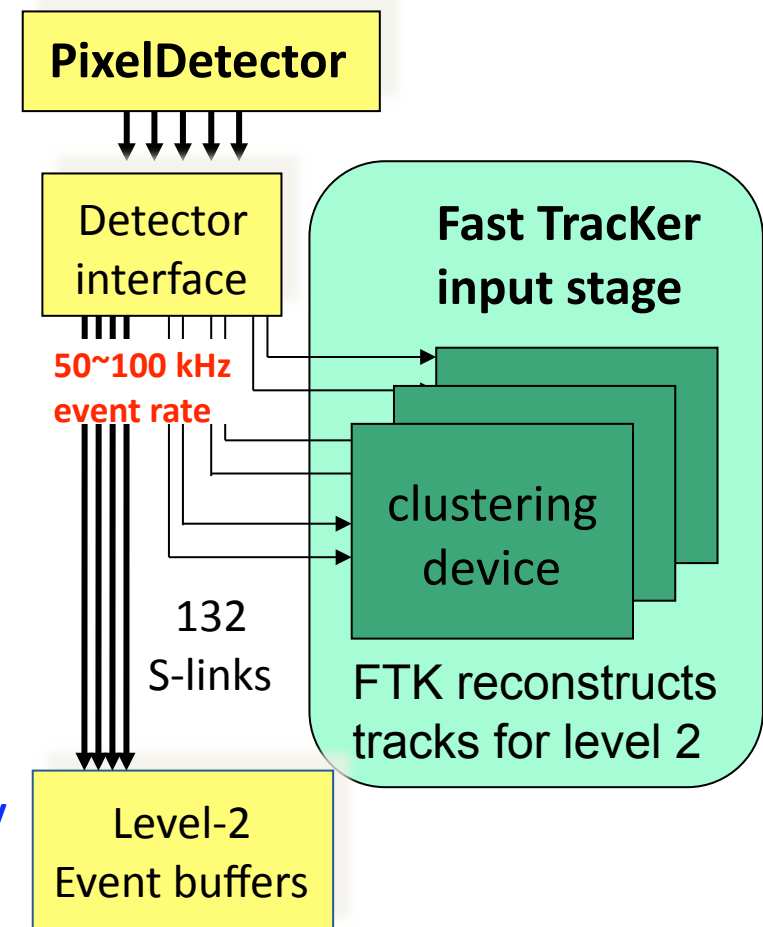 PixelDetector
Detector
interface
Fast TracKer
input stage
50~100 kHz
event rate
clustering
device
132
S-links
FTK reconstructs
tracks for level 2
y
Level-2
Event buffers